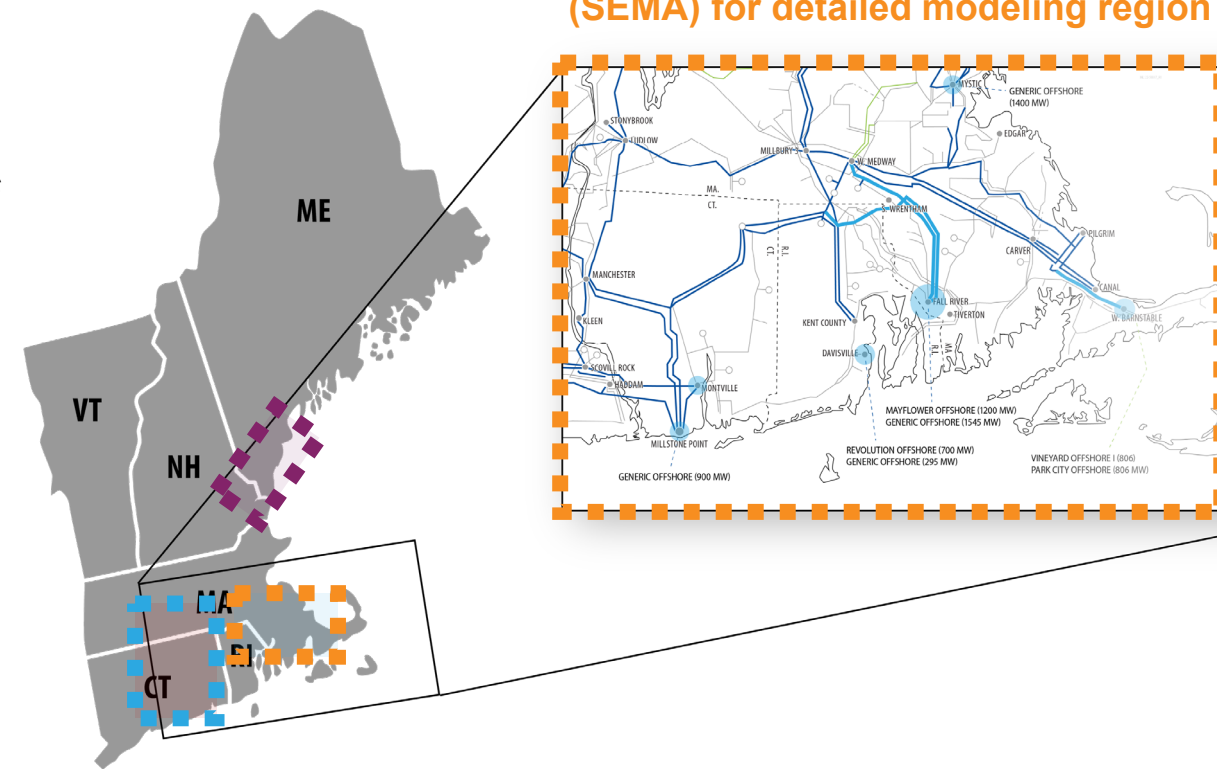 (SEMA) for detailed modeling region
ME
VT
NH
MA
RI
CT
MYSTIC
GENERIC OFFSHORE
(1400 MW)
STONYBROOK
LUDLOW
EDGAR
MILLBURY 3
W. MEDWAY
MA.
CT.
S. WRENTHAM
PILGRIM
CARVER
CT.
R.I.
MANCHESTER
CANAL
FALL RIVER
TIVERTON
W. BARNSTABLE
KLEEN
KENT COUNTY
R.I.
MA
DAVISVILLE
SCOVILL ROCK
HADDAM
MONTVILLE
MAYFLOWER OFFSHORE (1200 MW)
GENERIC OFFSHORE (1545 MW)
MILLSTONE POINT
REVOLUTION OFFSHORE (700 MW)
GENERIC OFFSHORE (295 MW)
VINEYARD OFFSHORE I (806)
PARK CITY OFFSHORE (806 MW)
GENERIC OFFSHORE (900 MW)